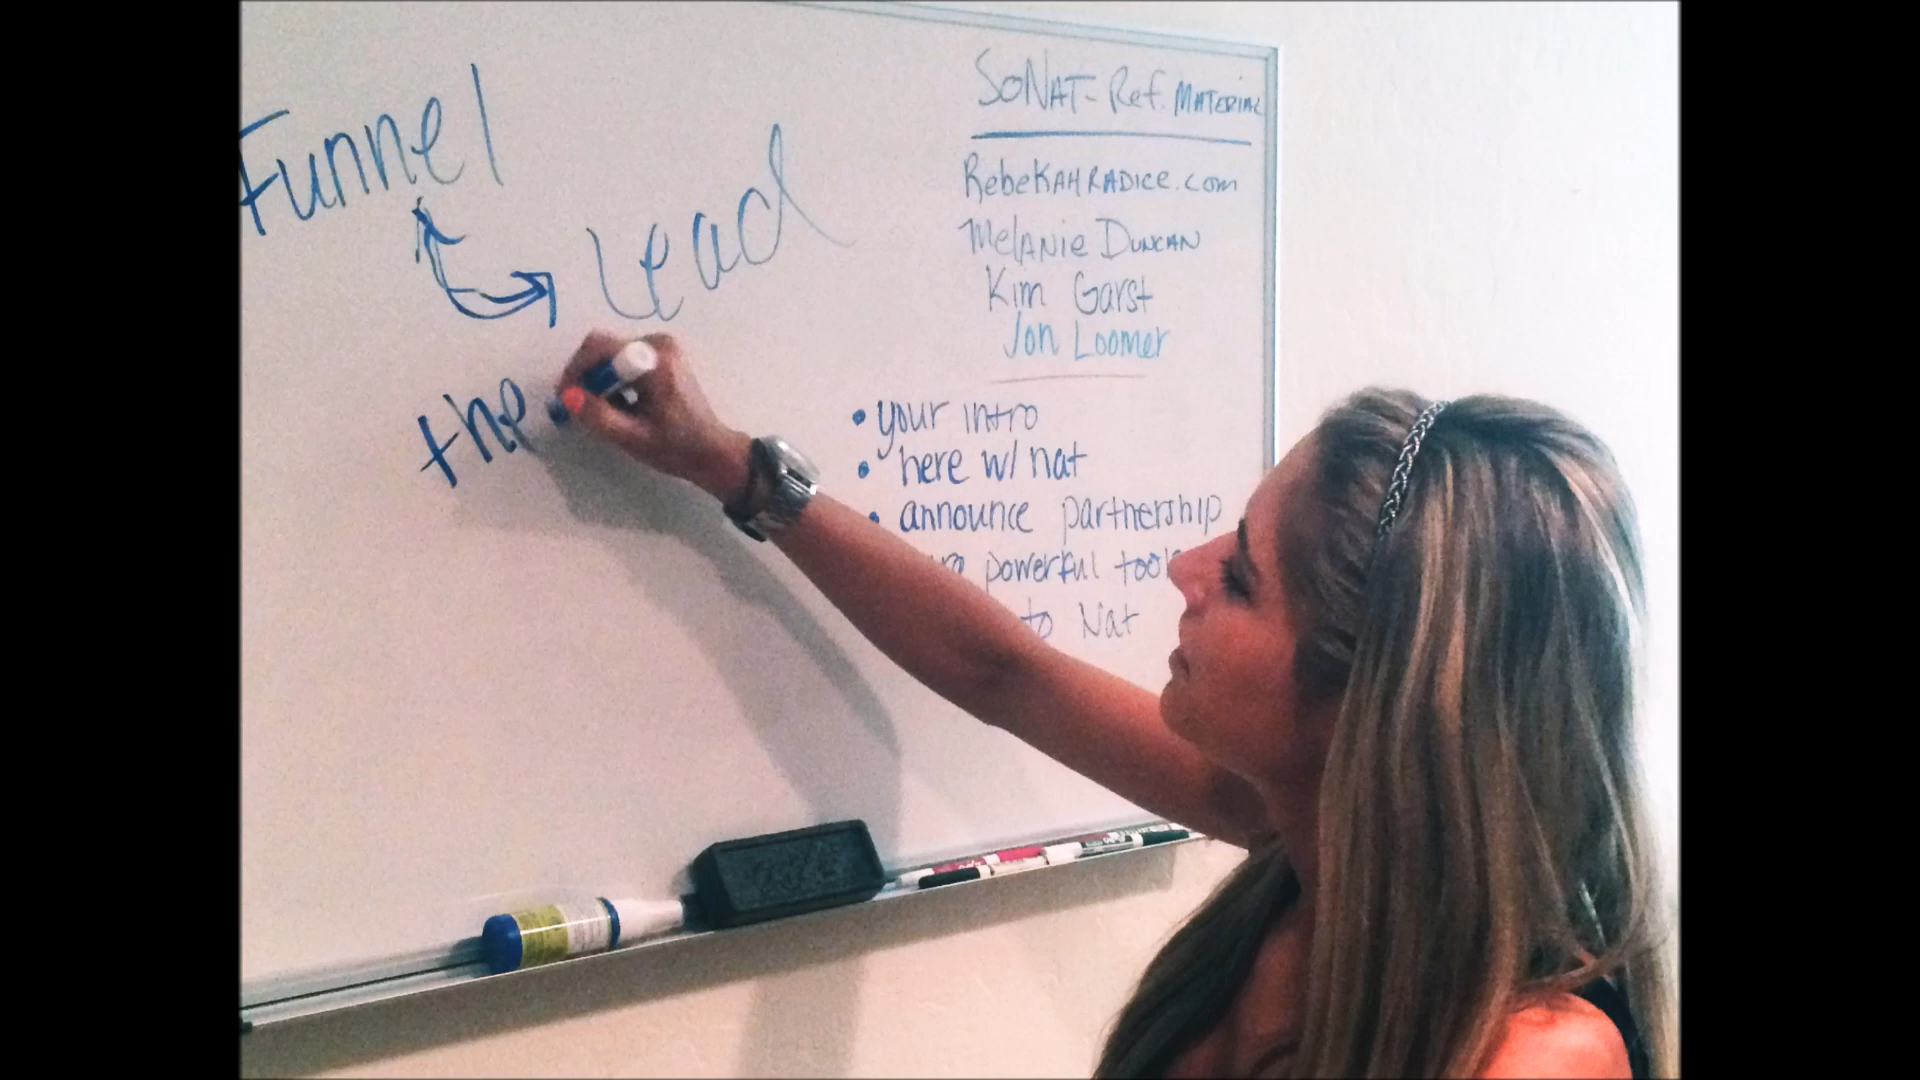 Funnel
Lead
the
SoNat - Ref. Material
RebeKAHRADICE.com
Melanie Duncan
Kim Garst
Jon Loomer
• your intro
• here w/ nat
• announce partnership
powerful tools
to Nat